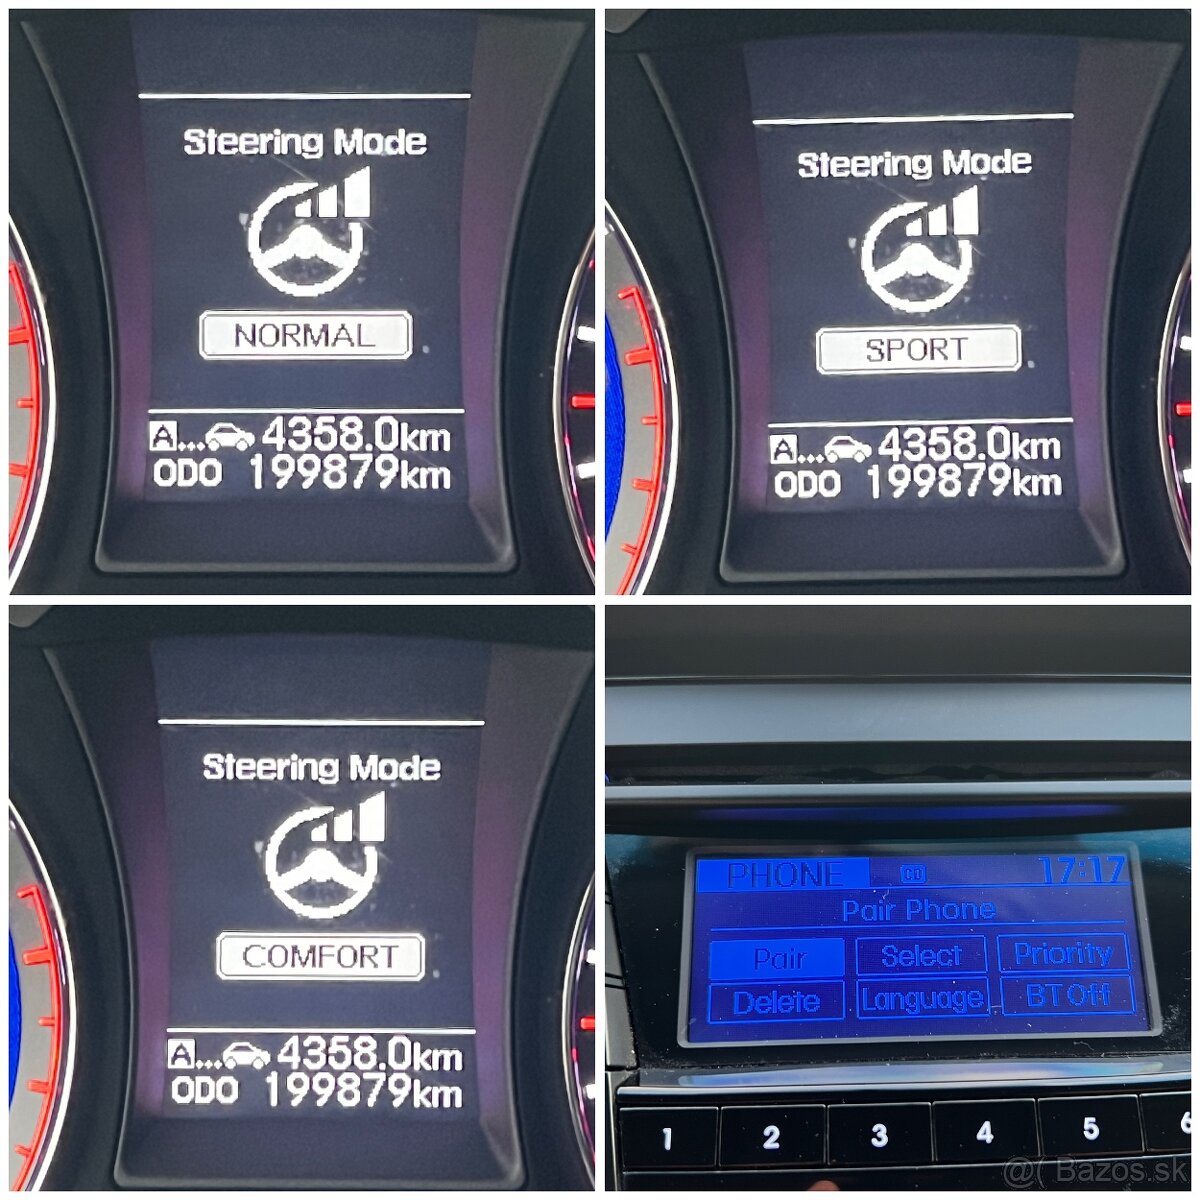 Steering Mode
NORMAL
A...4358.0km
ODO 199879km
Steering Mode
SPORT
A...4358.0km
ODO 199879km
Steering Mode
COMFORT
A...4358.0km
ODO 199879km
PHONE CD 17:17
Pair Phone
Pair Select Priority
Delete Language BT Off
1 2 3 4 5 6
@( Bazos.sk